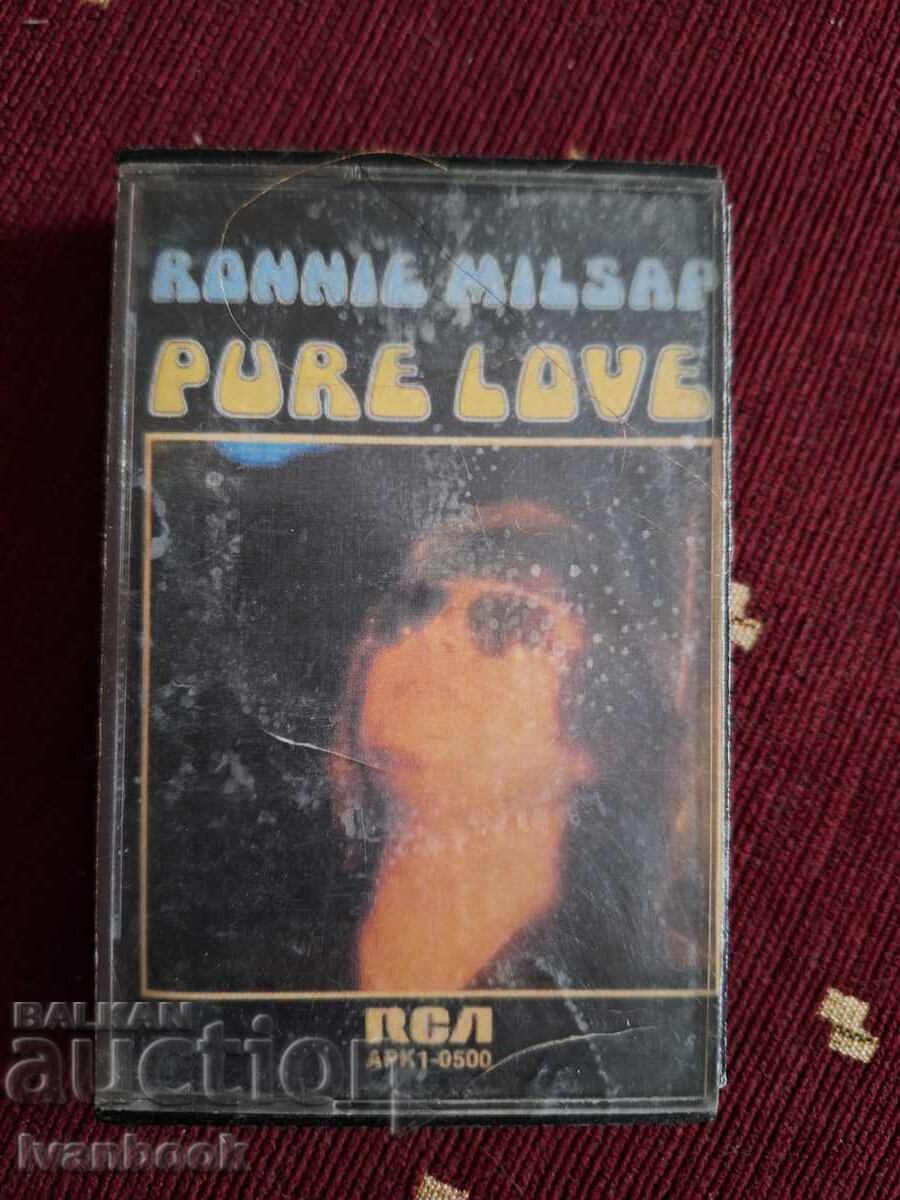 RONNIE MILSAP
PURE LOVE
RCA
APK1-0500
BALKAN
auction
Ivanbook